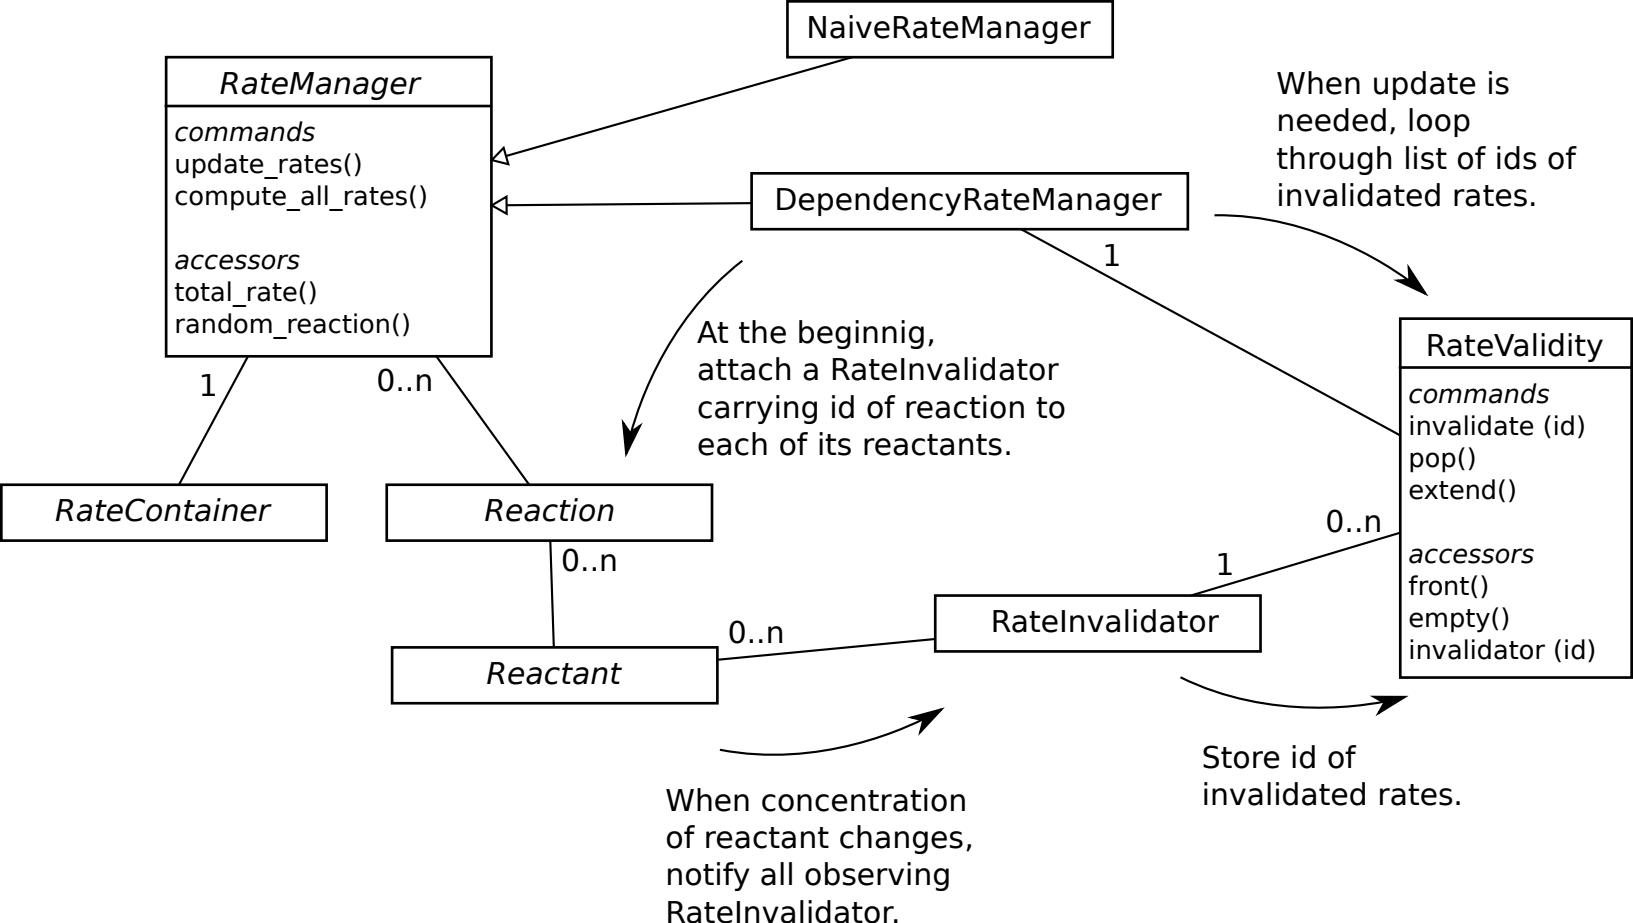 NaiveRateManager
RateManager
commands
update_rates()
compute_all_rates()
accessors
total_rate()
random_reaction()
When update is
needed, loop
through list of ids of
invalidated rates.
DependencyRateManager
1
At the beginnig,
attach a RateInvalidator
carrying id of reaction to
each of its reactants.
1
0..n
RateValidity
commands
invalidate (id)
pop()
extend()
accessors
front()
empty()
invalidator (id)
RateContainer
Reaction
0..n
0..n
1
RateInvalidator
0..n
Reactant
Store id of
invalidated rates.
When concentration
of reactant changes,
notify all observing
RateInvalidator.